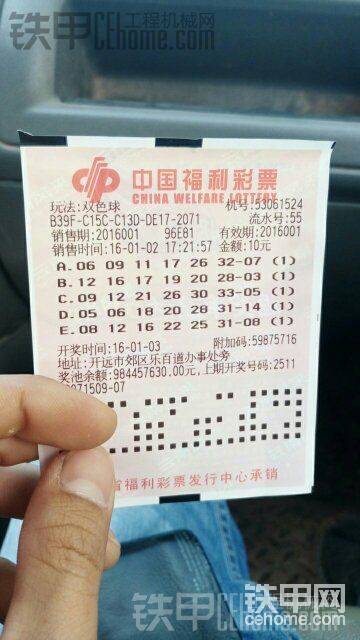 铁甲工程机械网
CEhome.com
中国福利彩票
CHINA WELFARE LOTTERY
玩法:双色球 机号:53061524
B39F-C15C-C13D-DE17-2071 流水号:55
销售期:2016001 96E81 有效期:2016001
销售时间:16-01-02 17:21:57 金额:10元
A.06 09 11 17 26 32-07 (1)
B.12 16 17 19 20 28-03 (1)
C.09 12 21 26 30 33-05 (1)
D.05 06 18 20 28 31-14 (1)
E.08 12 16 22 25 31-08 (1)
开奖时间:16-01-03 附加码:59875716
地址:开远市郊区乐百道办事处旁
奖池余额:984457630.00元,上期开奖号码:2511
071509-07
省福利彩票发行中心承销
铁甲网
CEhome.com